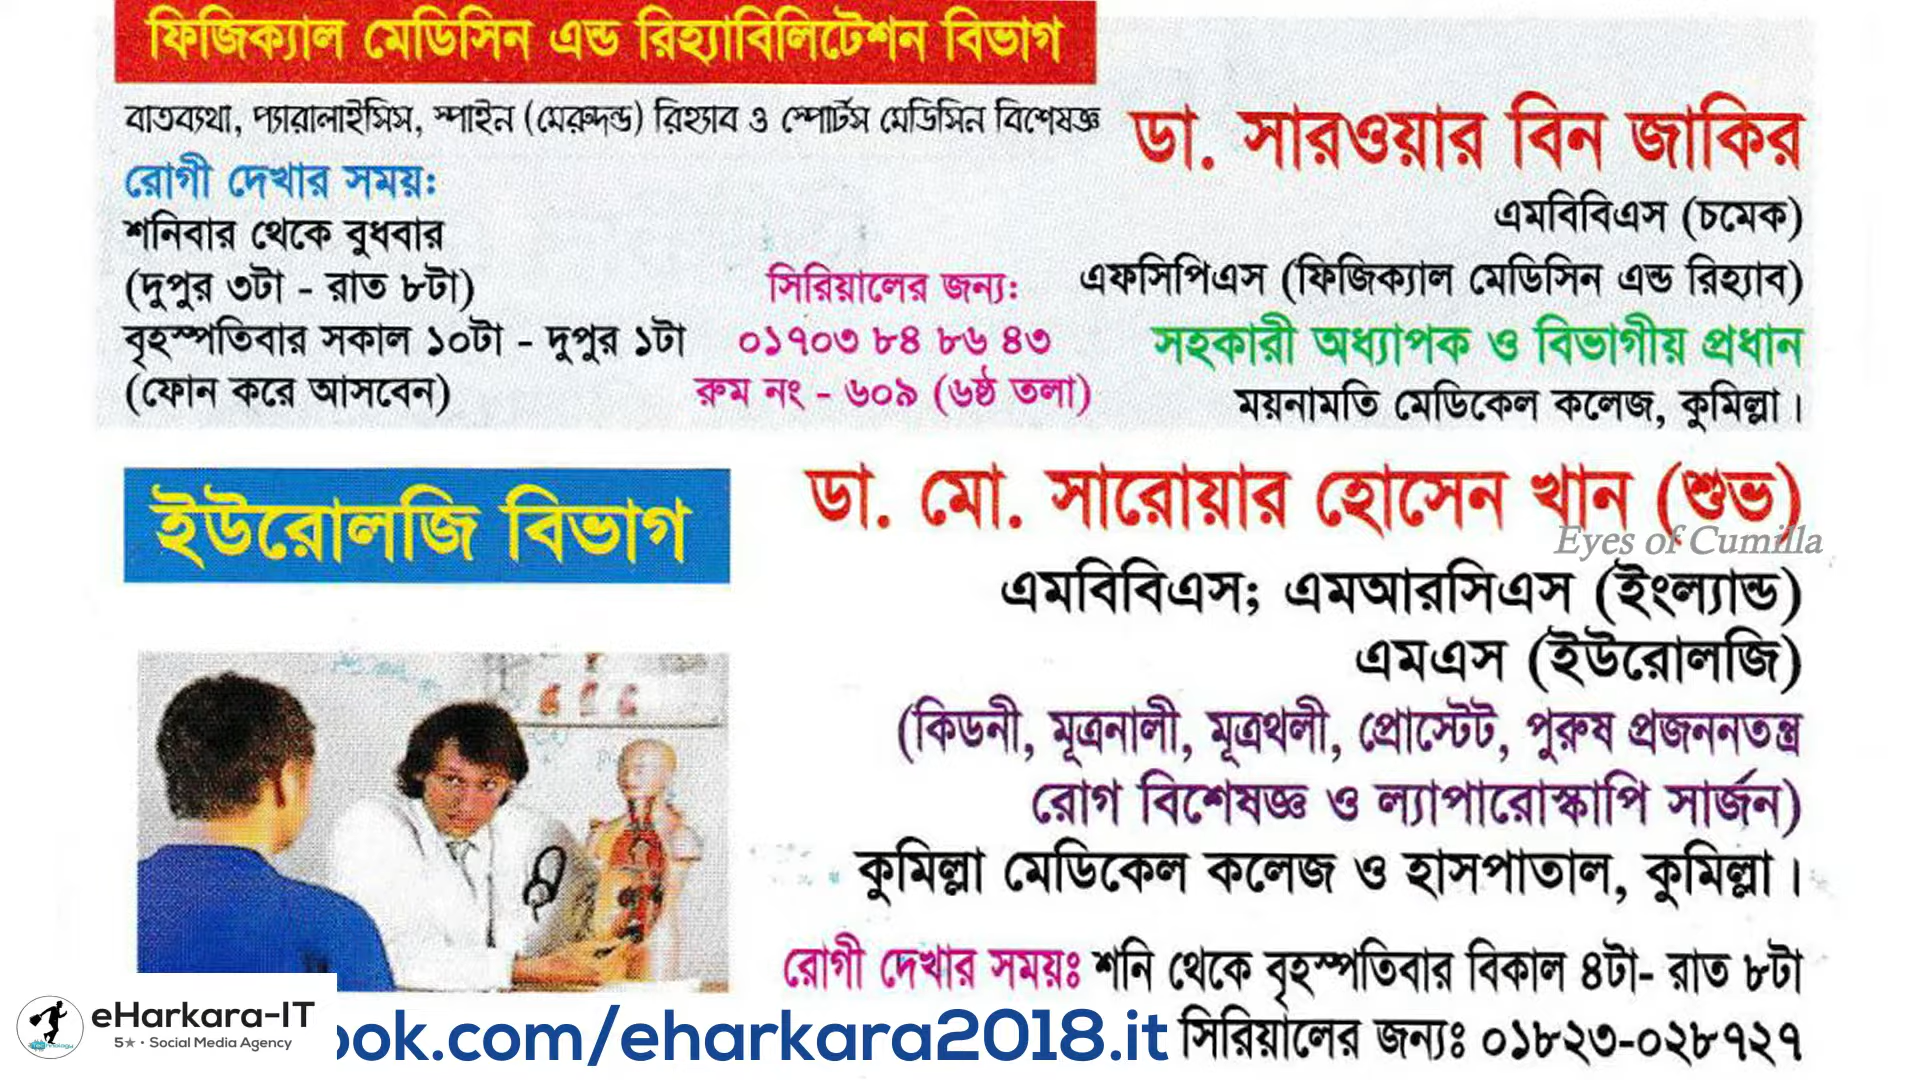 ফিজিক্যাল মেডিসিন এন্ড রিহ্যাবিলিটেশন বিভাগ
বাতব্যথা, প্যারালাইসিস, স্পাইন (মেরুদন্ড) রিহ্যাব ও স্পোর্টস মেডিসিন বিশেষজ্ঞ
রোগী দেখার সময়:
শনিবার থেকে বুধবার
(দুপুর ৩টা - রাত ৮টা)
বৃহস্পতিবার সকাল ১০টা - দুপুর ১টা
(ফোন করে আসবেন)
সিরিয়ালের জন্য:
০১৭০৩ ৮৪ ৮৬ ৪৩
রুম নং - ৬০৯ (৬ষ্ঠ তলা)
ডা. সারওয়ার বিন জাকির
এমবিবিএস (চমেক)
এফসিপিএস (ফিজিক্যাল মেডিসিন এন্ড রিহ্যাব)
সহকারী অধ্যাপক ও বিভাগীয় প্রধান
ময়নামতি মেডিকেল কলেজ, কুমিল্লা।
ইউরোলজি বিভাগ
ডা. মো. সারোয়ার হোসেন খান (শুভ)
Eyes of Cumilla
এমবিবিএস; এমআরসিএস (ইংল্যান্ড)
এমএস (ইউরোলজি)
(কিডনী, মূত্রনালী, মূত্রথলী, প্রোস্টেট, পুরুষ প্রজননতন্ত্র
রোগ বিশেষজ্ঞ ও ল্যাপারোস্কোপি সার্জন)
কুমিল্লা মেডিকেল কলেজ ও হাসপাতাল, কুমিল্লা।
রোগী দেখার সময়ঃ শনি থেকে বৃহস্পতিবার বিকাল ৪টা- রাত ৮টা
সিরিয়ালের জন্যঃ ০১৮২৩-০২৮৭২৭
eHarkara-IT
5★ · Social Media Agency
ook.com/eharkara2018.it